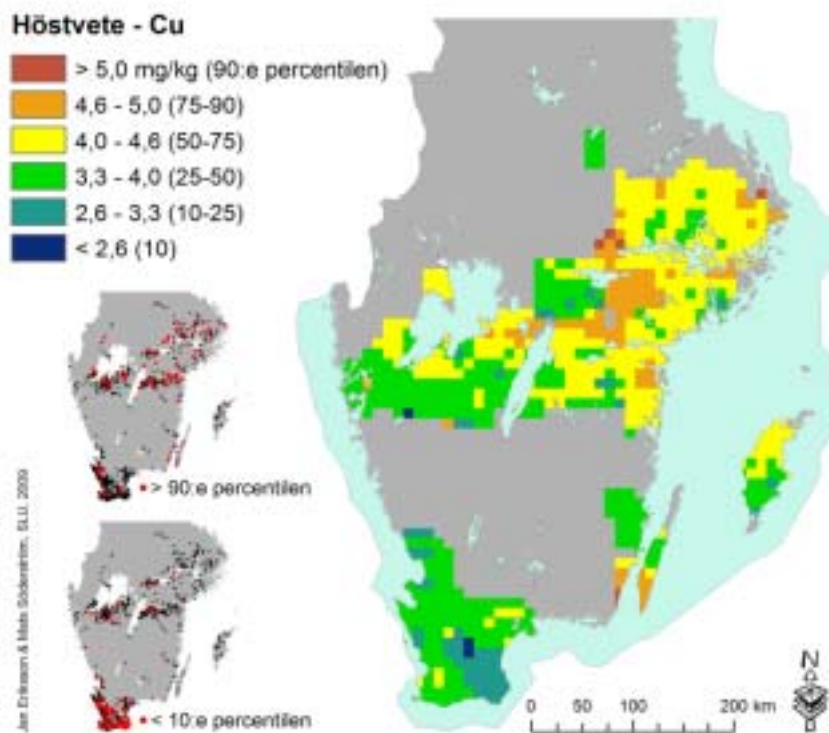 Höstvete - Cu
> 5,0 mg/kg (90:e percentilen)
4,6 - 5,0 (75-90)
4,0 - 4,6 (50-75)
3,3 - 4,0 (25-50)
2,6 - 3,3 (10-25)
< 2,6 (10)
> 90:e percentilen
< 10:e percentilen
Jan Eriksson & Mats Söderström, SLU, 2009
N
0 50 100 200 km